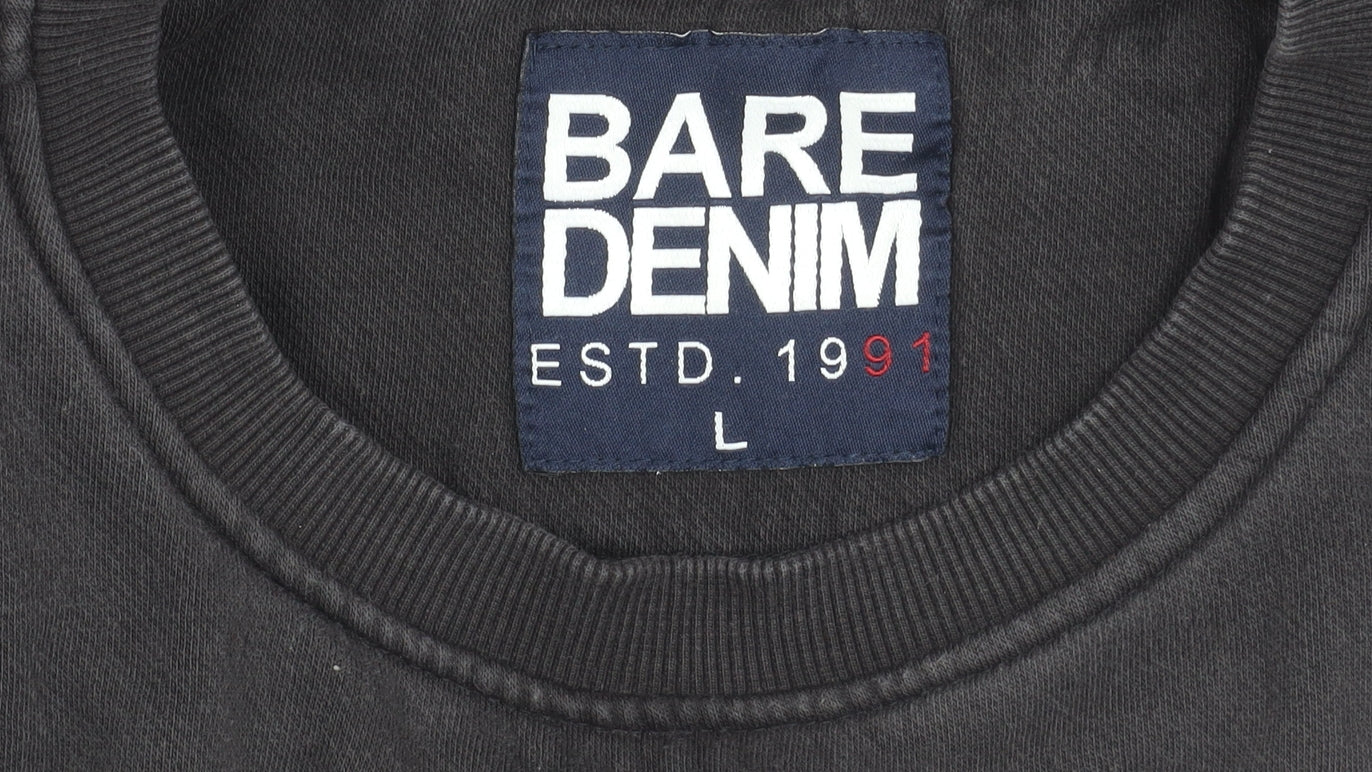 BARE
DENIM
ESTD. 1991
L